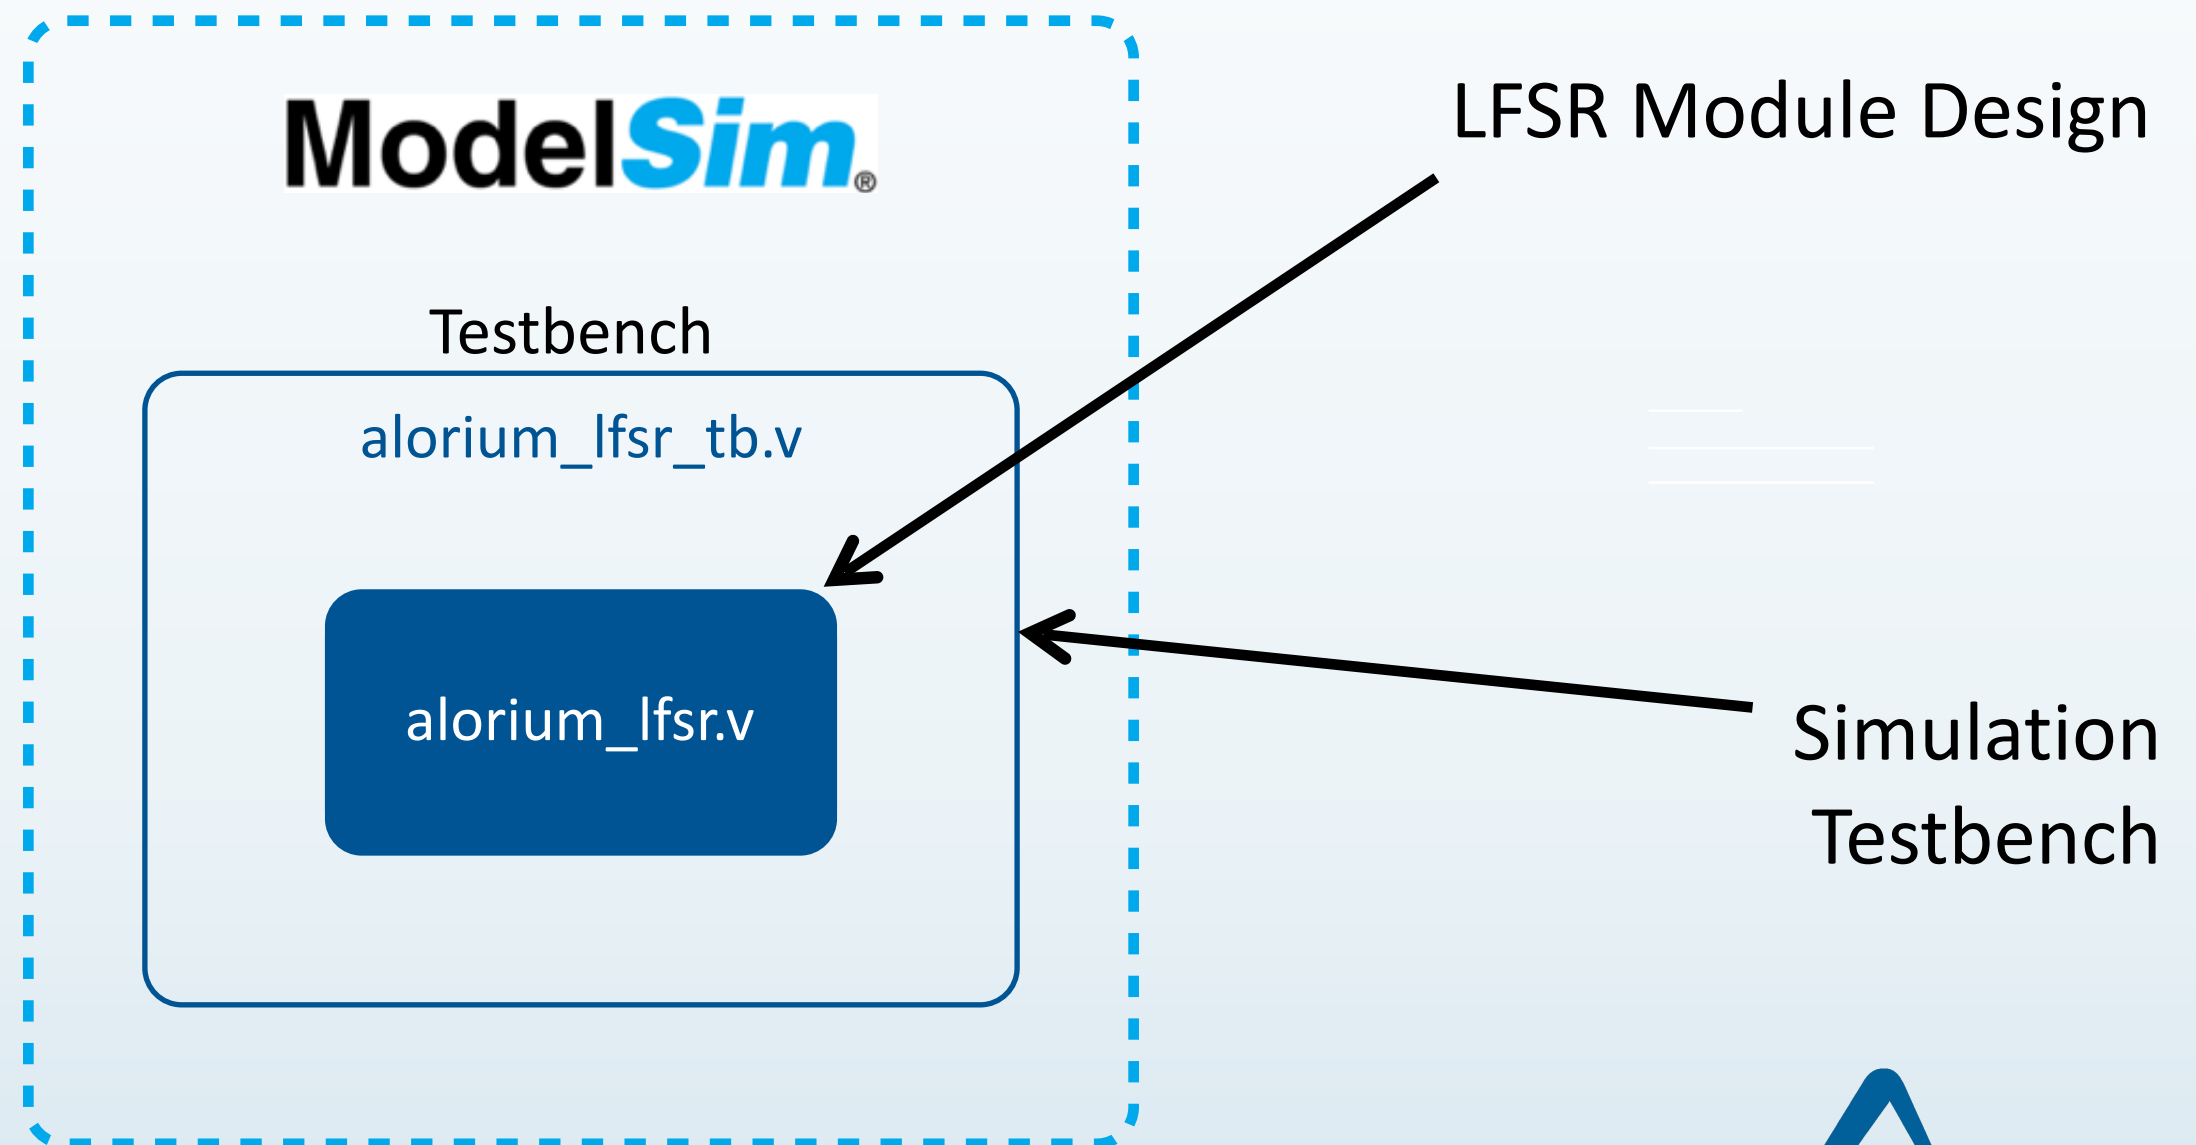 ModelSim®
LFSR Module Design
Testbench
alorium_lfsr_tb.v
alorium_lfsr.v
Simulation
Testbench